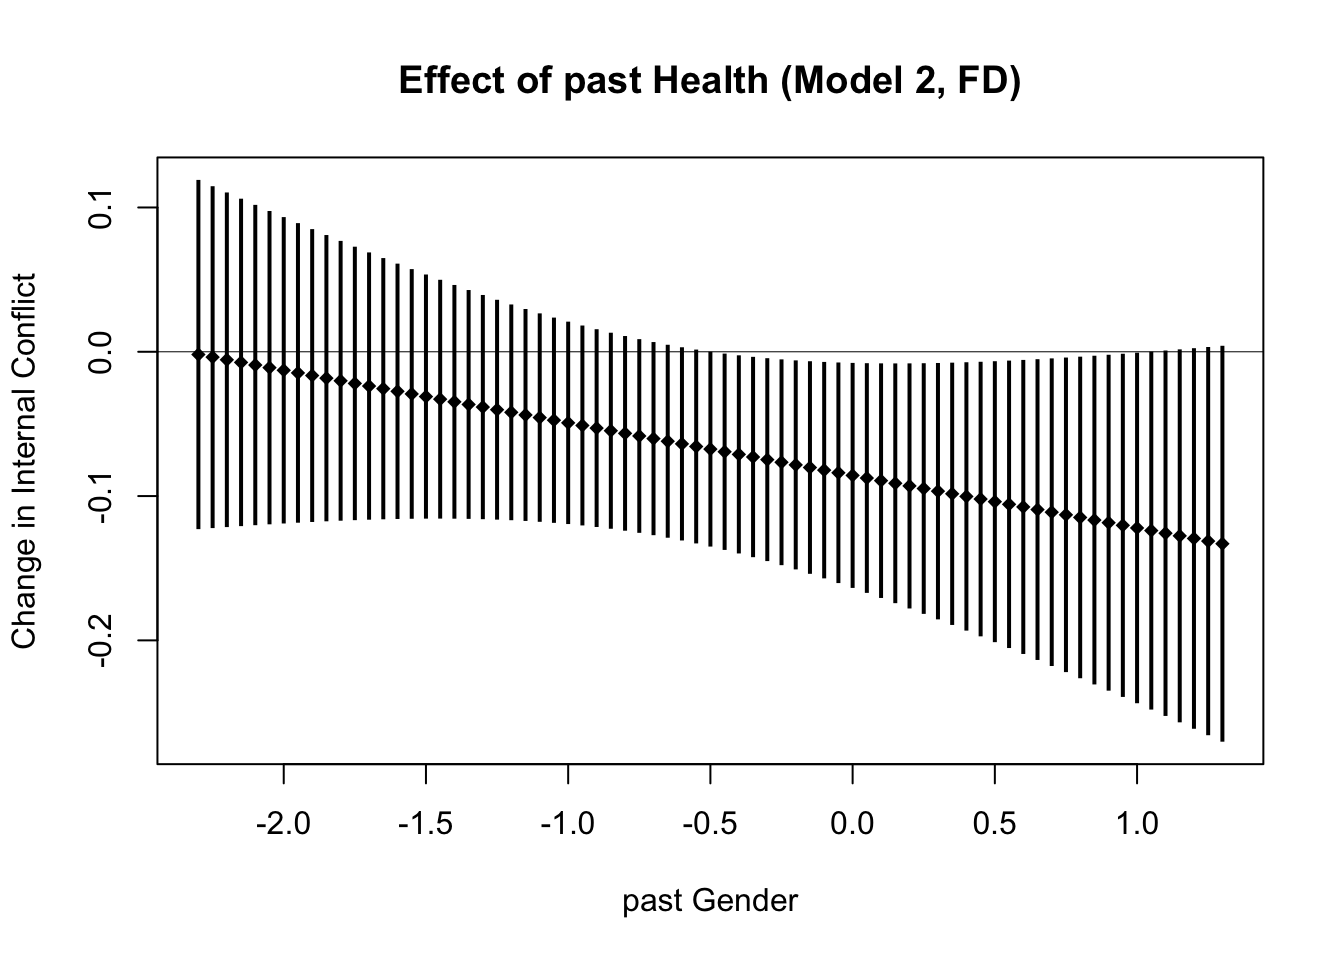 Effect of past Health (Model 2, FD)
Change in Internal Conflict
0.1
0.0
-0.1
-0.2
-2.0 -1.5 -1.0 -0.5 0.0 0.5 1.0
past Gender